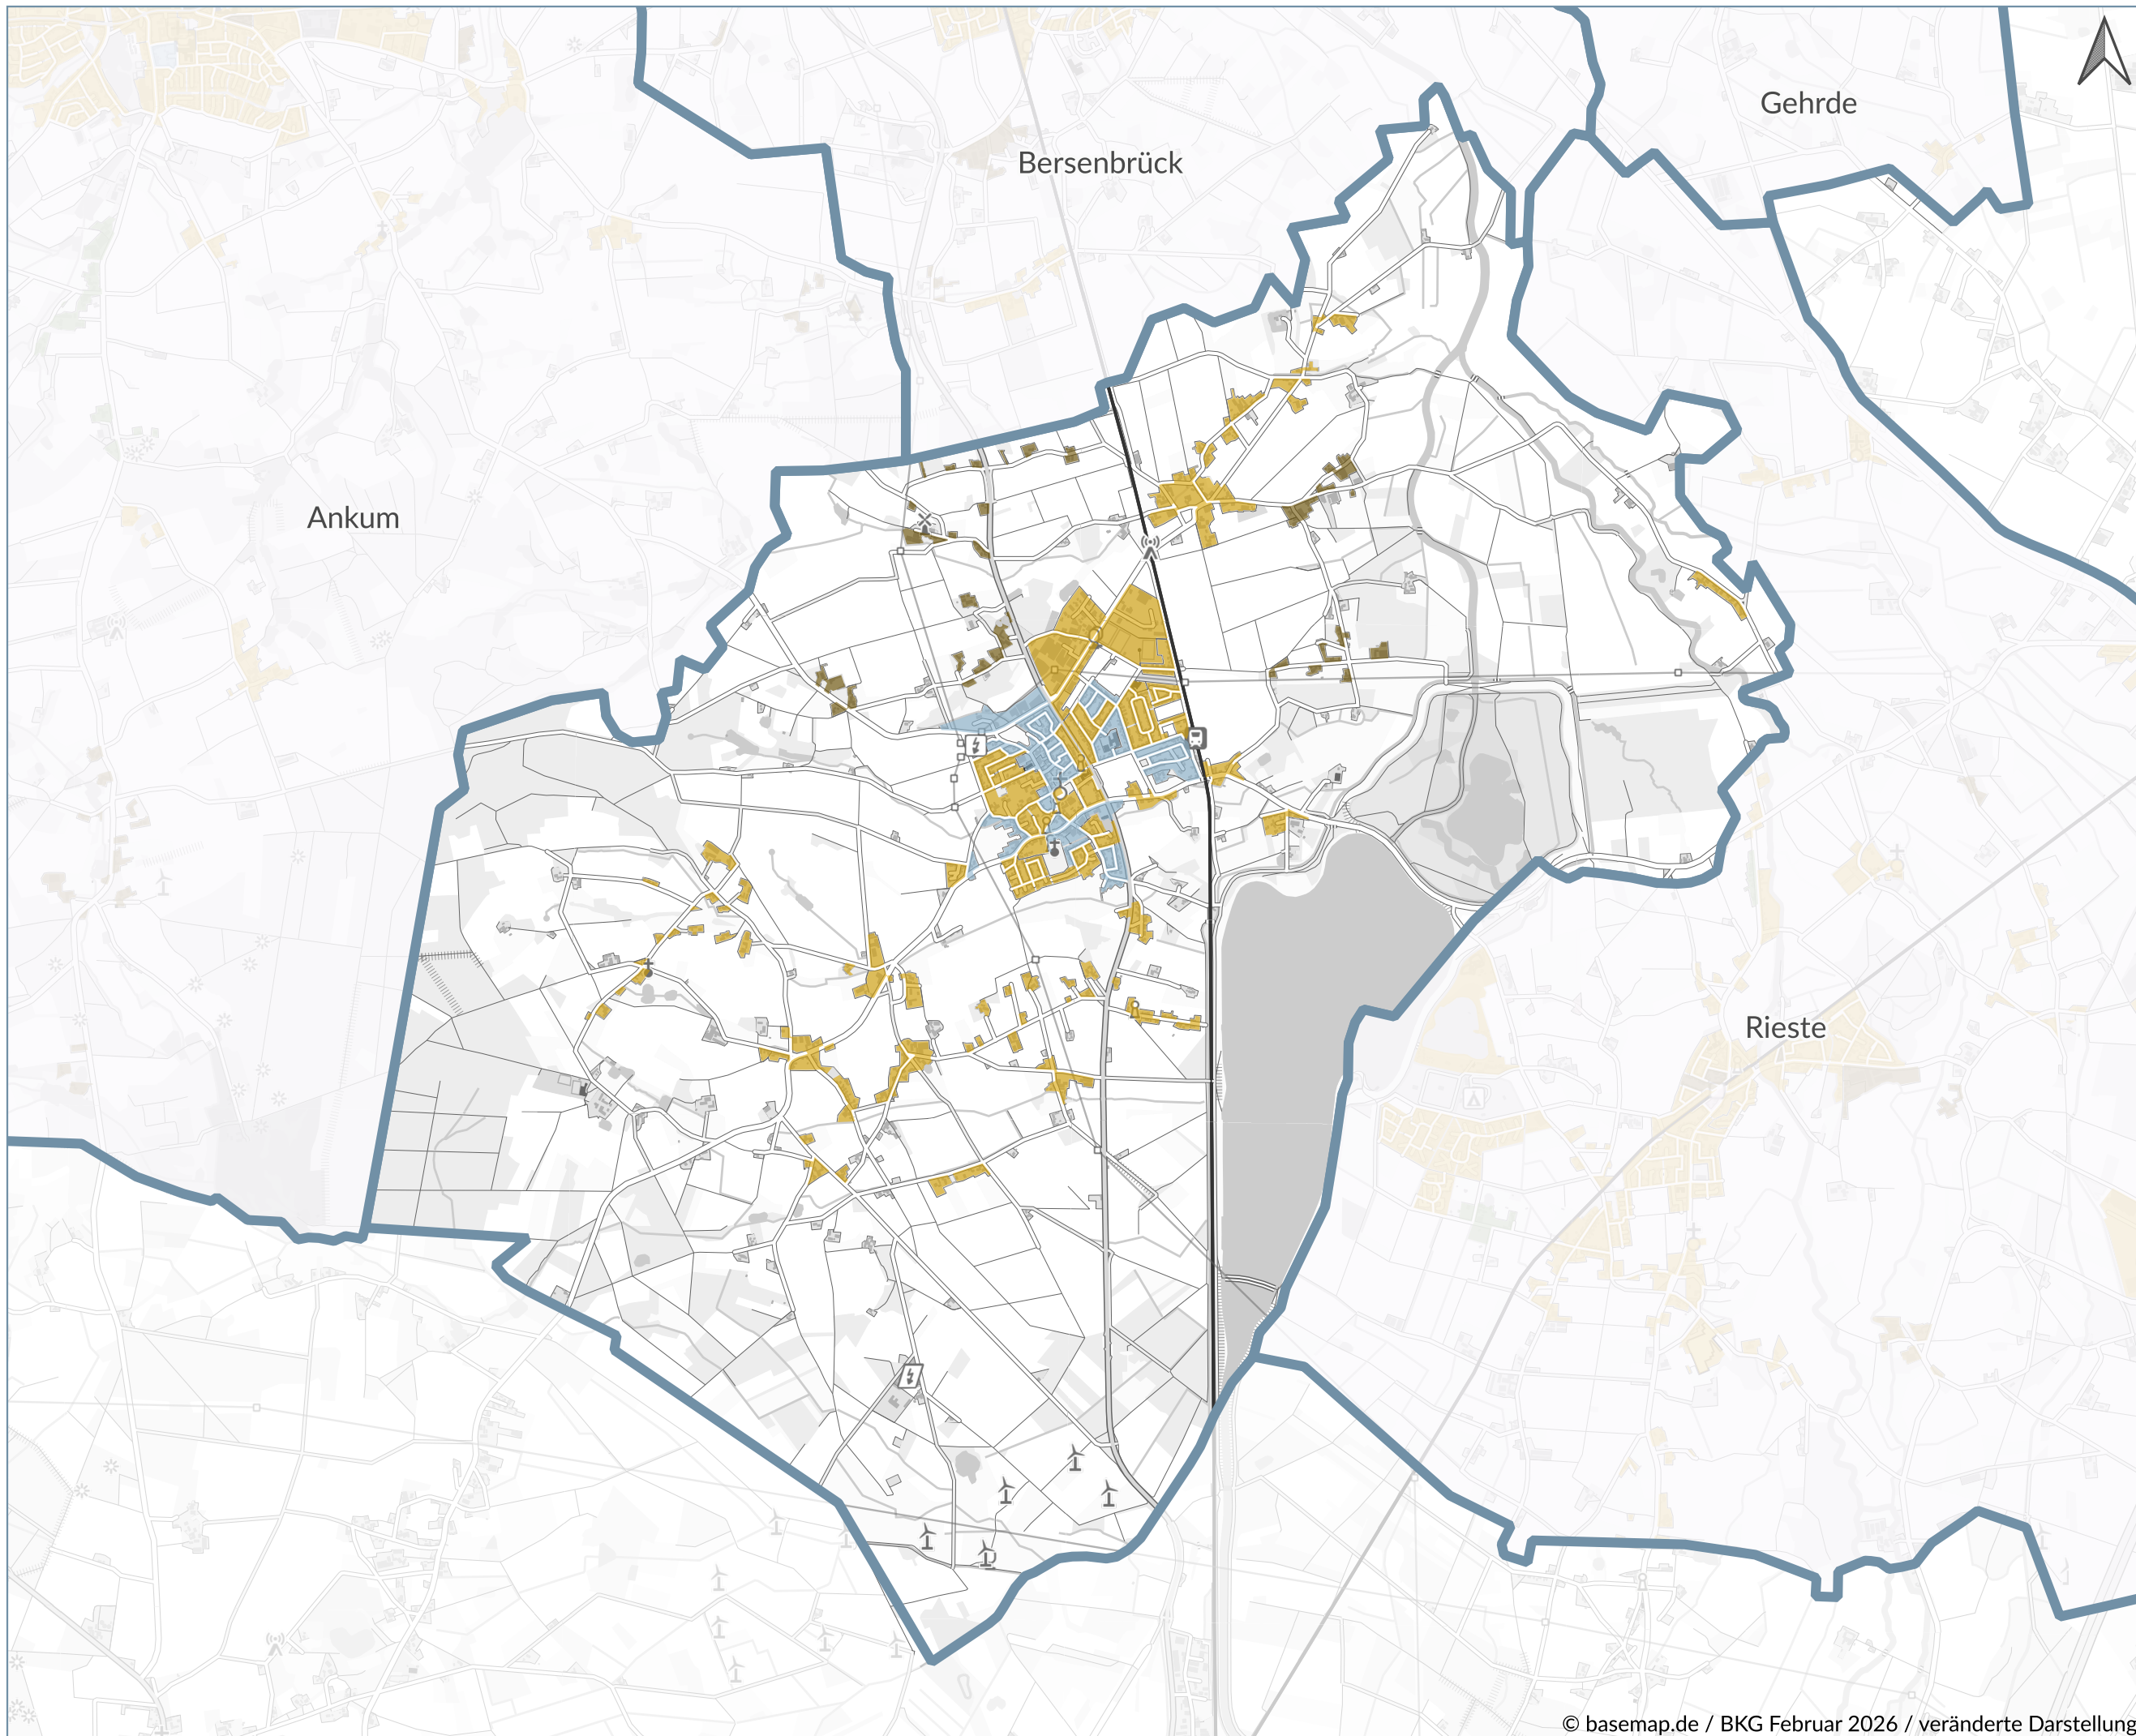 Gehrde
Bersenbrück
Ankum
Rieste
© basemap.de / BKG Februar 2026 / veränderte Darstellung